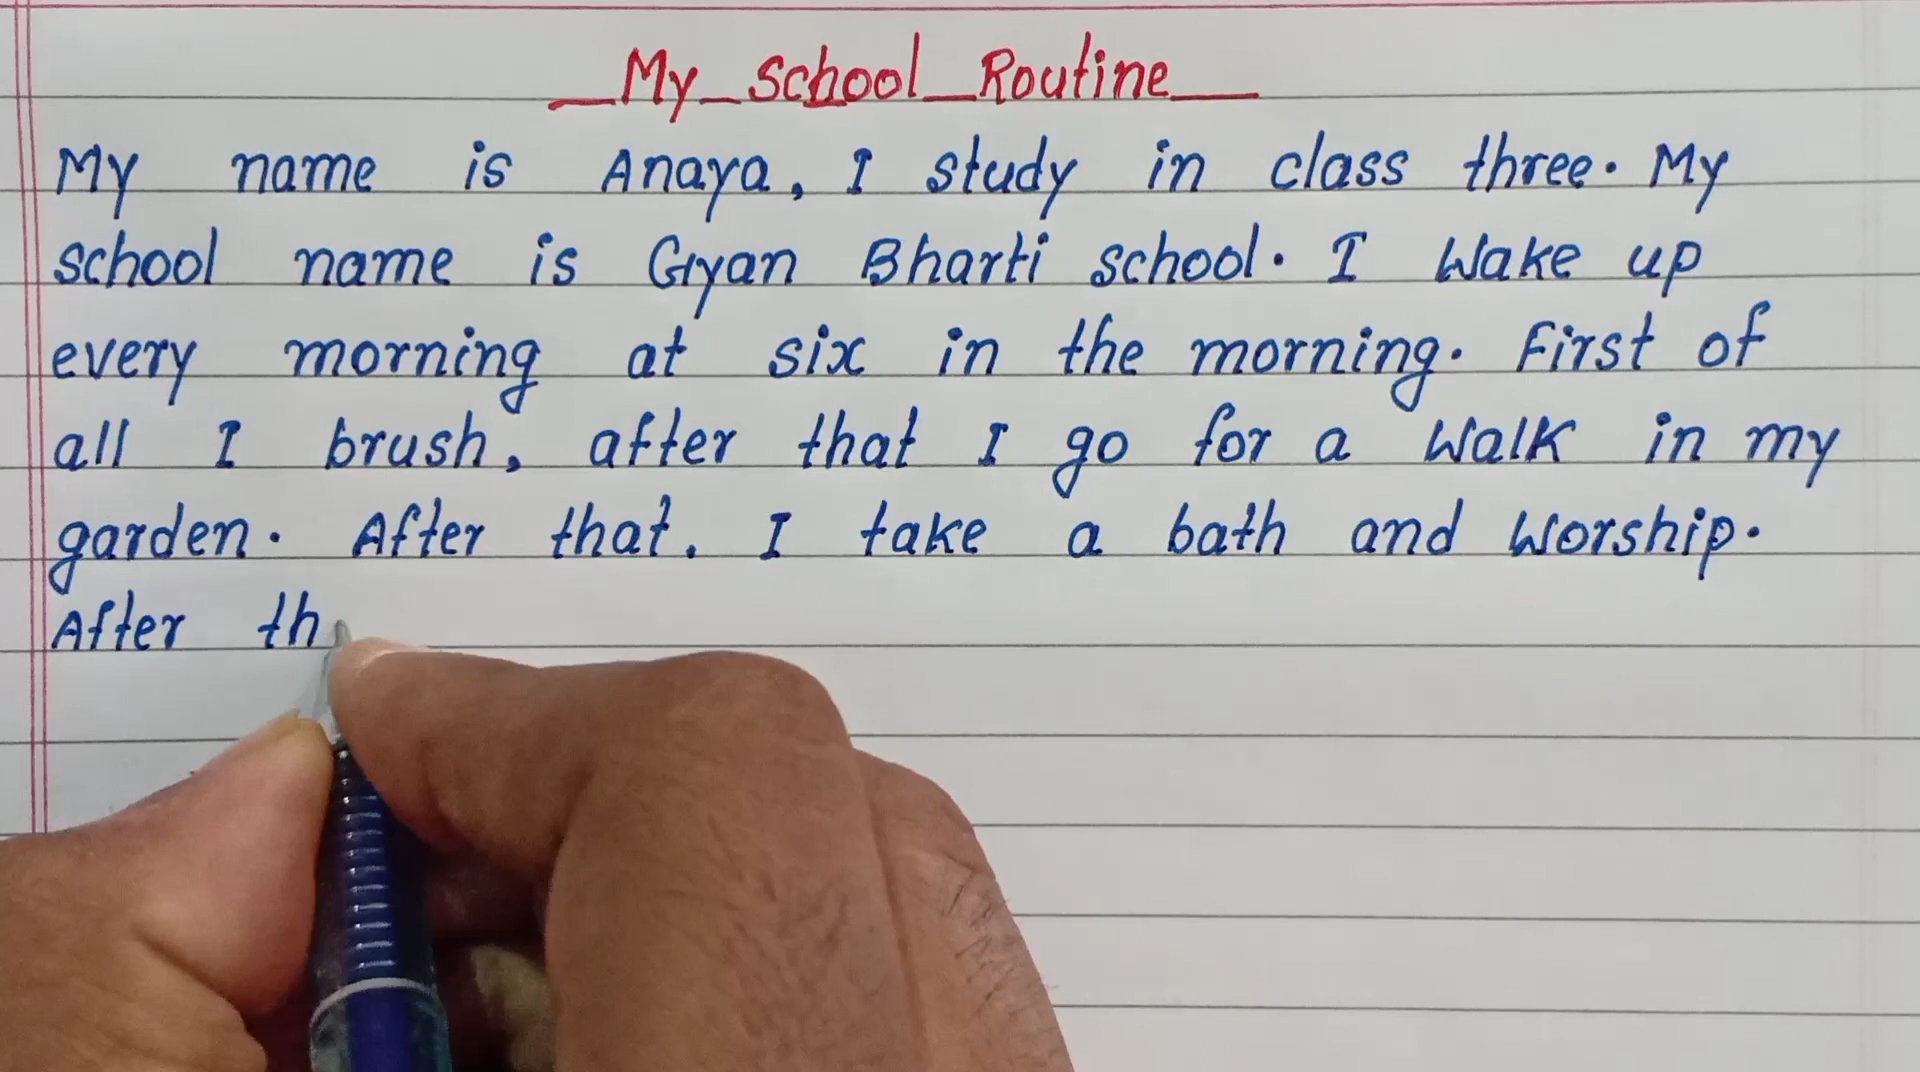 My School Routine
My name is Anaya, I study in class three. My
school name is Gyan Bharti school. I Wake up
every morning at six in the morning. First of
all I brush, after that I go for a Walk in my
garden. After that. I take a bath and Worship.
After th